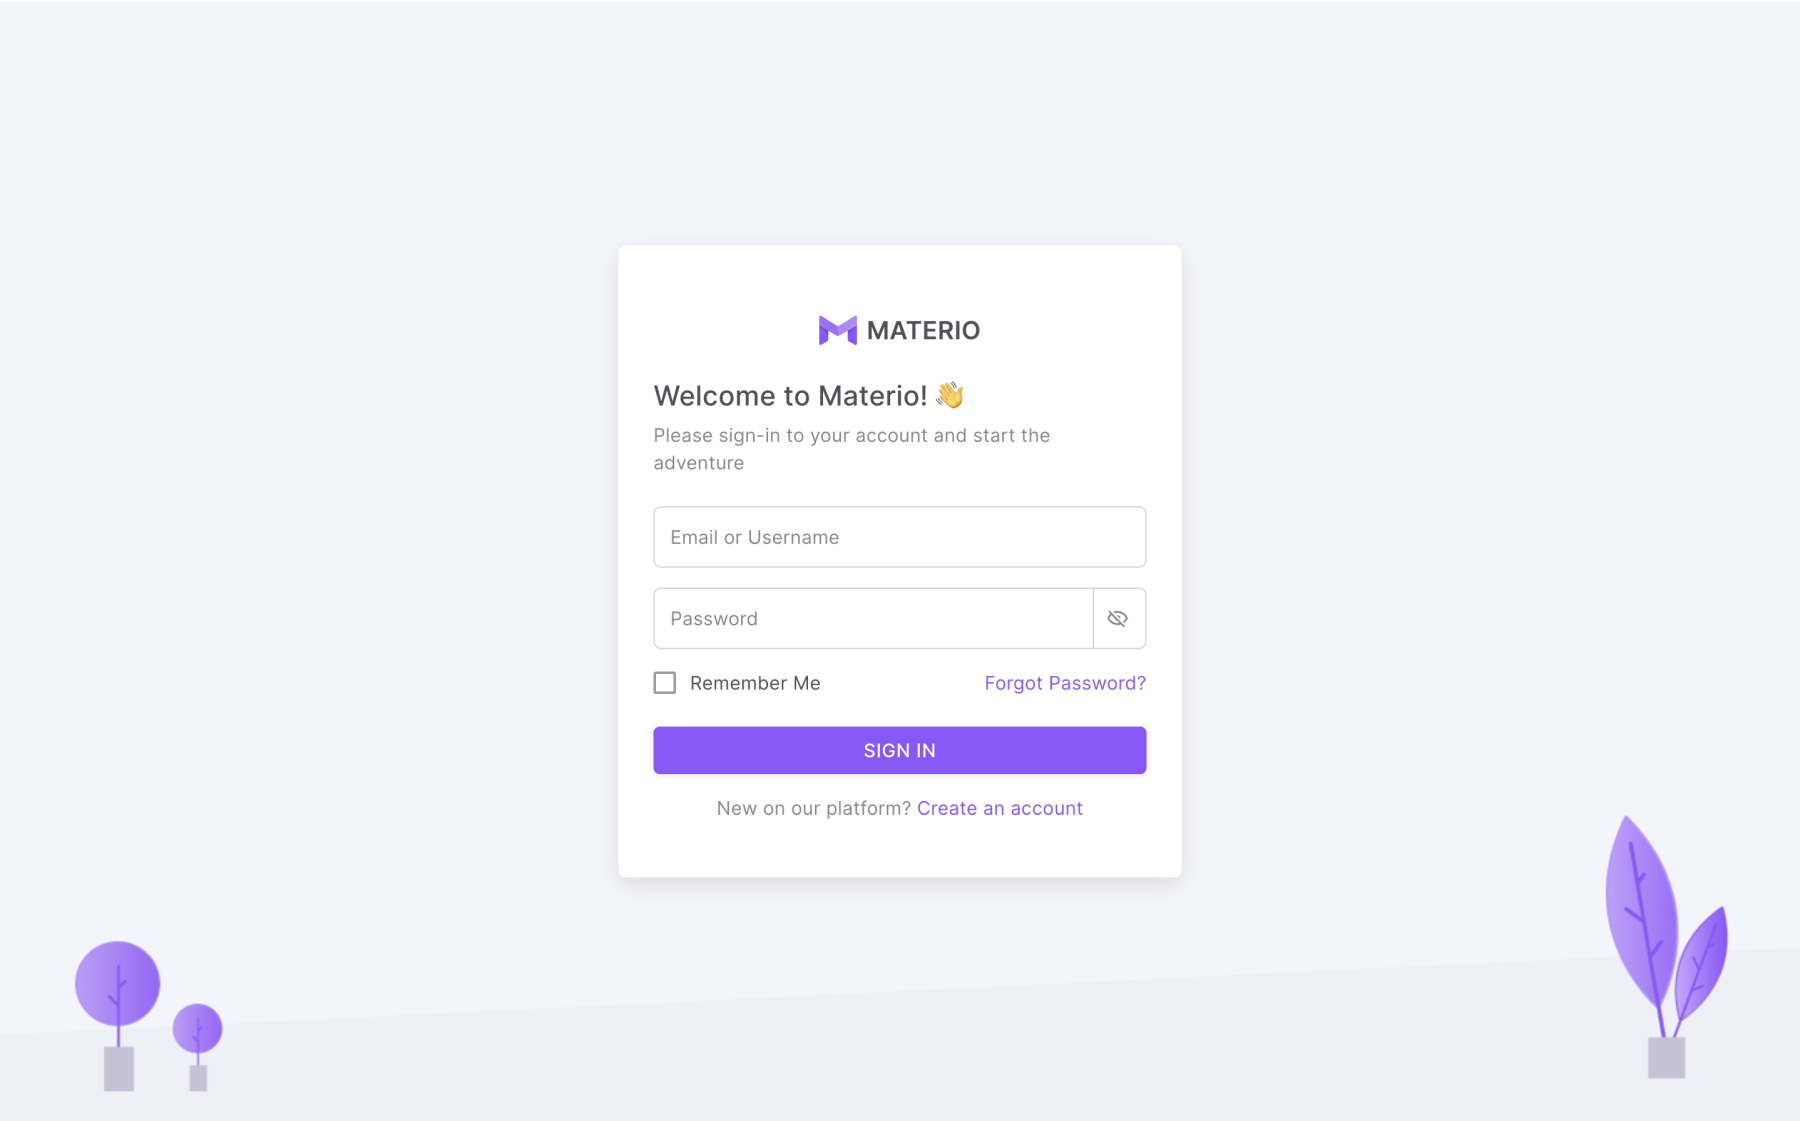 MATERIO
Welcome to Materio! 👋
Please sign-in to your account and start the
adventure
Email or Username
Password
Remember Me
Forgot Password?
SIGN IN
New on our platform? Create an account